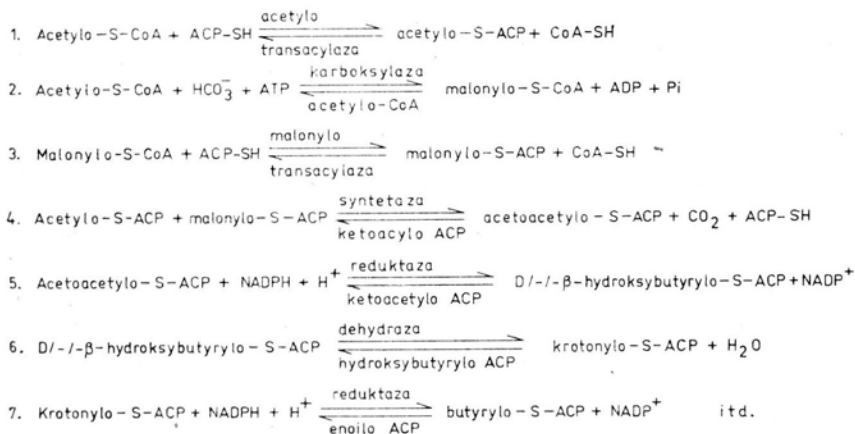 acetylo
1. Acetylo-S-CoA + ACP-SH ⇌ acetylo-S-ACP + CoA-SH
transacylaza
karboksylaza
2. Acetylo-S-CoA + HCO₃⁻ + ATP ⇌ malonylo-S-CoA + ADP + Pi
acetylo-CoA
malonylo
3. Malonylo-S-CoA + ACP-SH ⇌ malonylo-S-ACP + CoA-SH
transacylaza
syntetaza
4. Acetylo-S-ACP + malonylo-S-ACP ⇌ acetoacetylo-S-ACP + CO₂ + ACP-SH
ketoacylo ACP
reduktaza
5. Acetoacetylo-S-ACP + NADPH + H⁺ ⇌ D/-/-β-hydroksybutyrylo-S-ACP+NADP⁺
ketoacetylo ACP
dehydraza
6. D/-/-β-hydroksybutyrylo-S-ACP ⇌ krotonylo-S-ACP + H₂O
hydroksybutyrylo ACP
reduktaza
7. Krotonylo-S-ACP + NADPH + H⁺ ⇌ butyrylo-S-ACP + NADP⁺ itd.
enoilo ACP